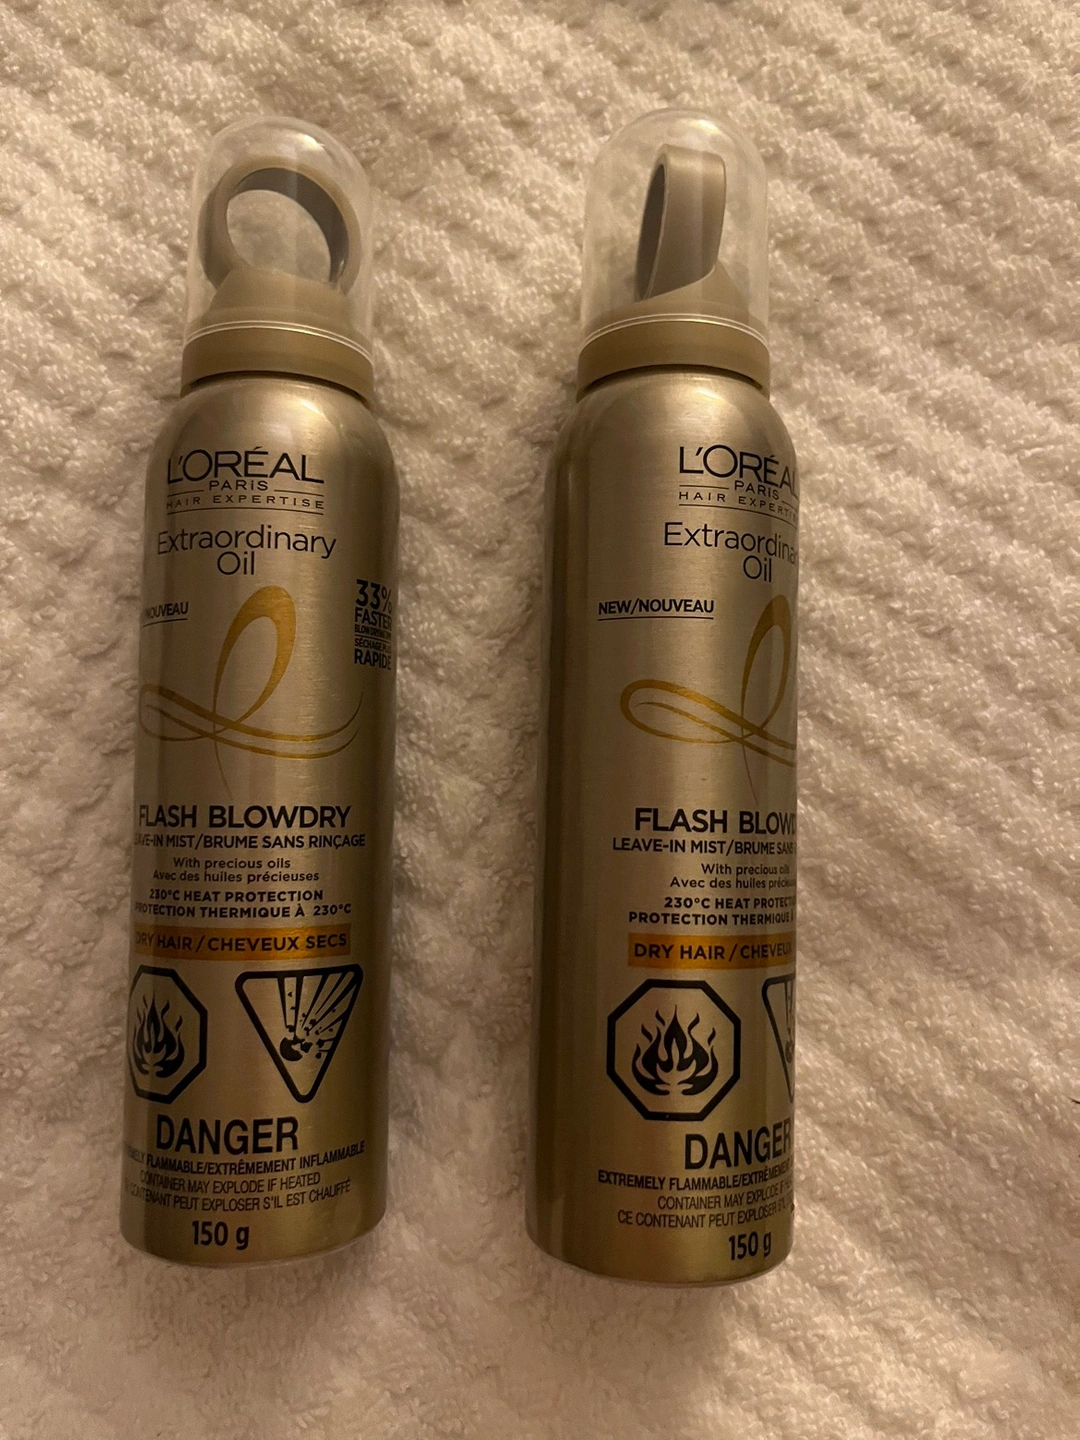 L'ORÉAL
PARIS
HAIR EXPERTISE
Extraordinary
Oil
NOUVEAU
33%
FASTER
RAPIDE
FLASH BLOWDRY
LEAVE-IN MIST/BRUME SANS RINÇAGE
With precious oils
Avec des huiles précieuses
230°C HEAT PROTECTION
PROTECTION THERMIQUE À 230°C
DRY HAIR / CHEVEUX SECS
DANGER
EXTREMELY FLAMMABLE/EXTRÊMEMENT INFLAMMABLE
CONTAINER MAY EXPLODE IF HEATED
CE CONTENANT PEUT EXPLOSER S'IL EST CHAUFFÉ
150 g
L'ORÉAL
PARIS
HAIR
Extraordinary
Oil
NEW/NOUVEAU
FLASH
LEAVE-IN MIST/BRUME SANS
With precious oils
Avec des huiles
230°C HEAT PROTECTION
PROTECTION THERMIQUE
DRY HAIR / CHEVEUX
DANGER
EXTREMELY FLAMMABLE/EXTRÊMEMENT
CONTAINER MAY EXPLODE IF
CE CONTENANT PEUT EXPLOSER
150 g